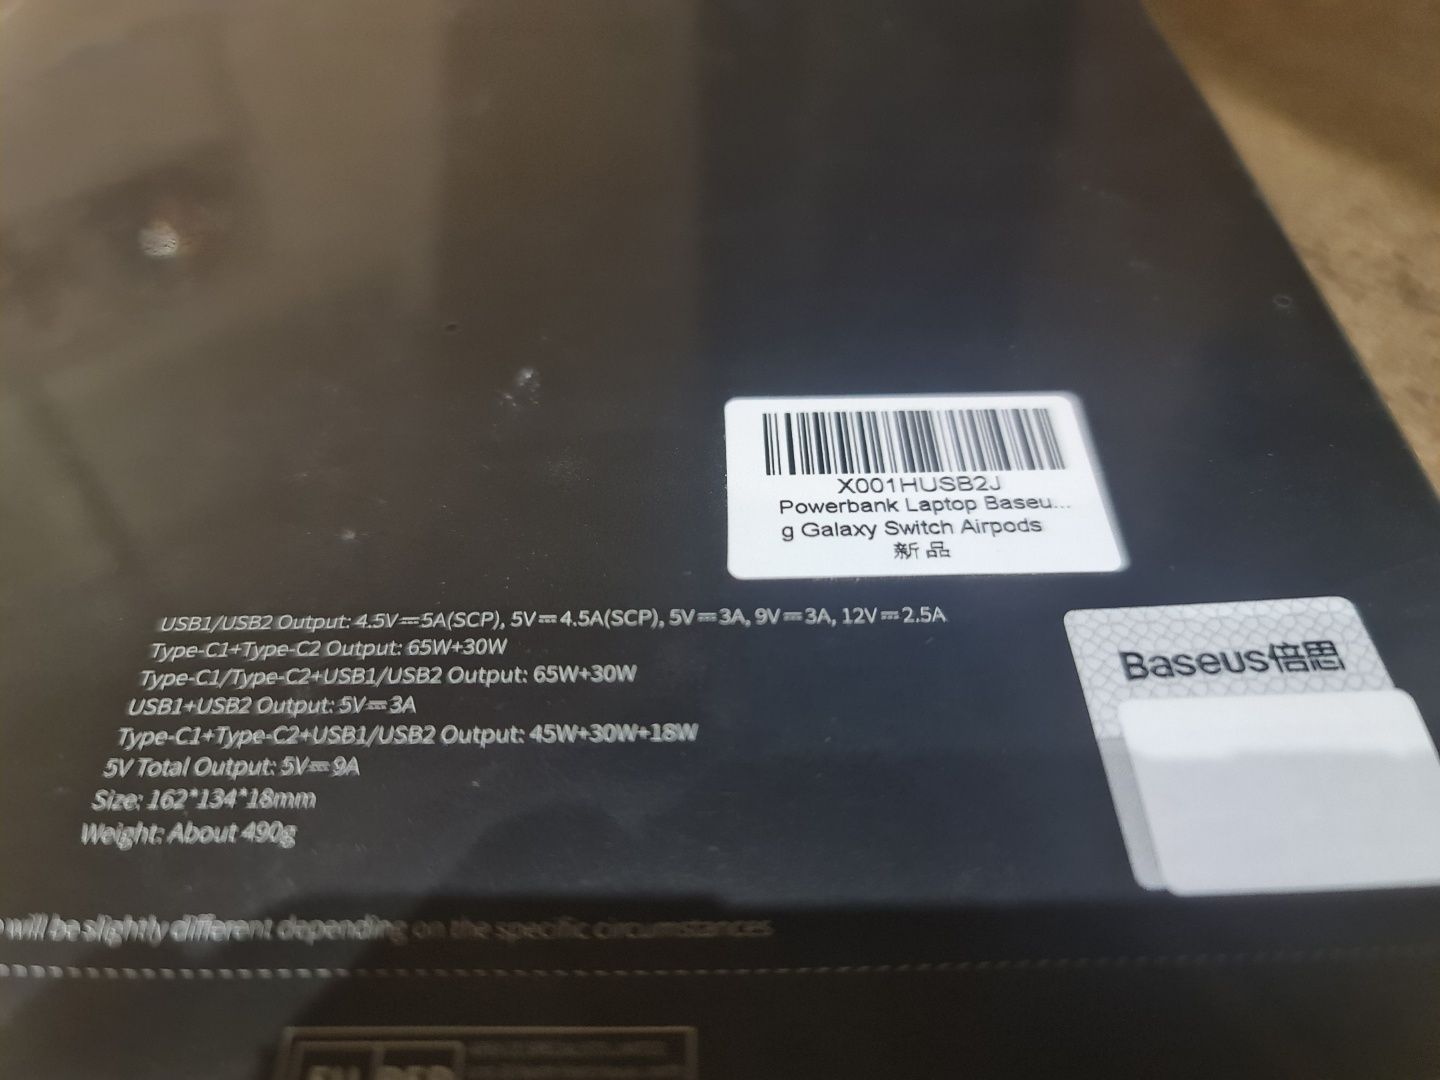 X001HUSB2J
Powerbank Laptop Baseu...
g Galaxy Switch Airpods
新品
USB1/USB2 Output: 4.5V⎓5A(SCP), 5V⎓4.5A(SCP), 5V⎓3A, 9V⎓3A, 12V⎓2.5A
Type-C1+Type-C2 Output: 65W+30W
Type-C1/Type-C2+USB1/USB2 Output: 65W+30W
USB1+USB2 Output: 5V⎓3A
Type-C1+Type-C2+USB1/USB2 Output: 45W+30W+18W
5V Total Output: 5V⎓9A
Size: 162*134*18mm
Weight: About 490g
Baseus倍思
will be slightly different depending on the specific circumstances